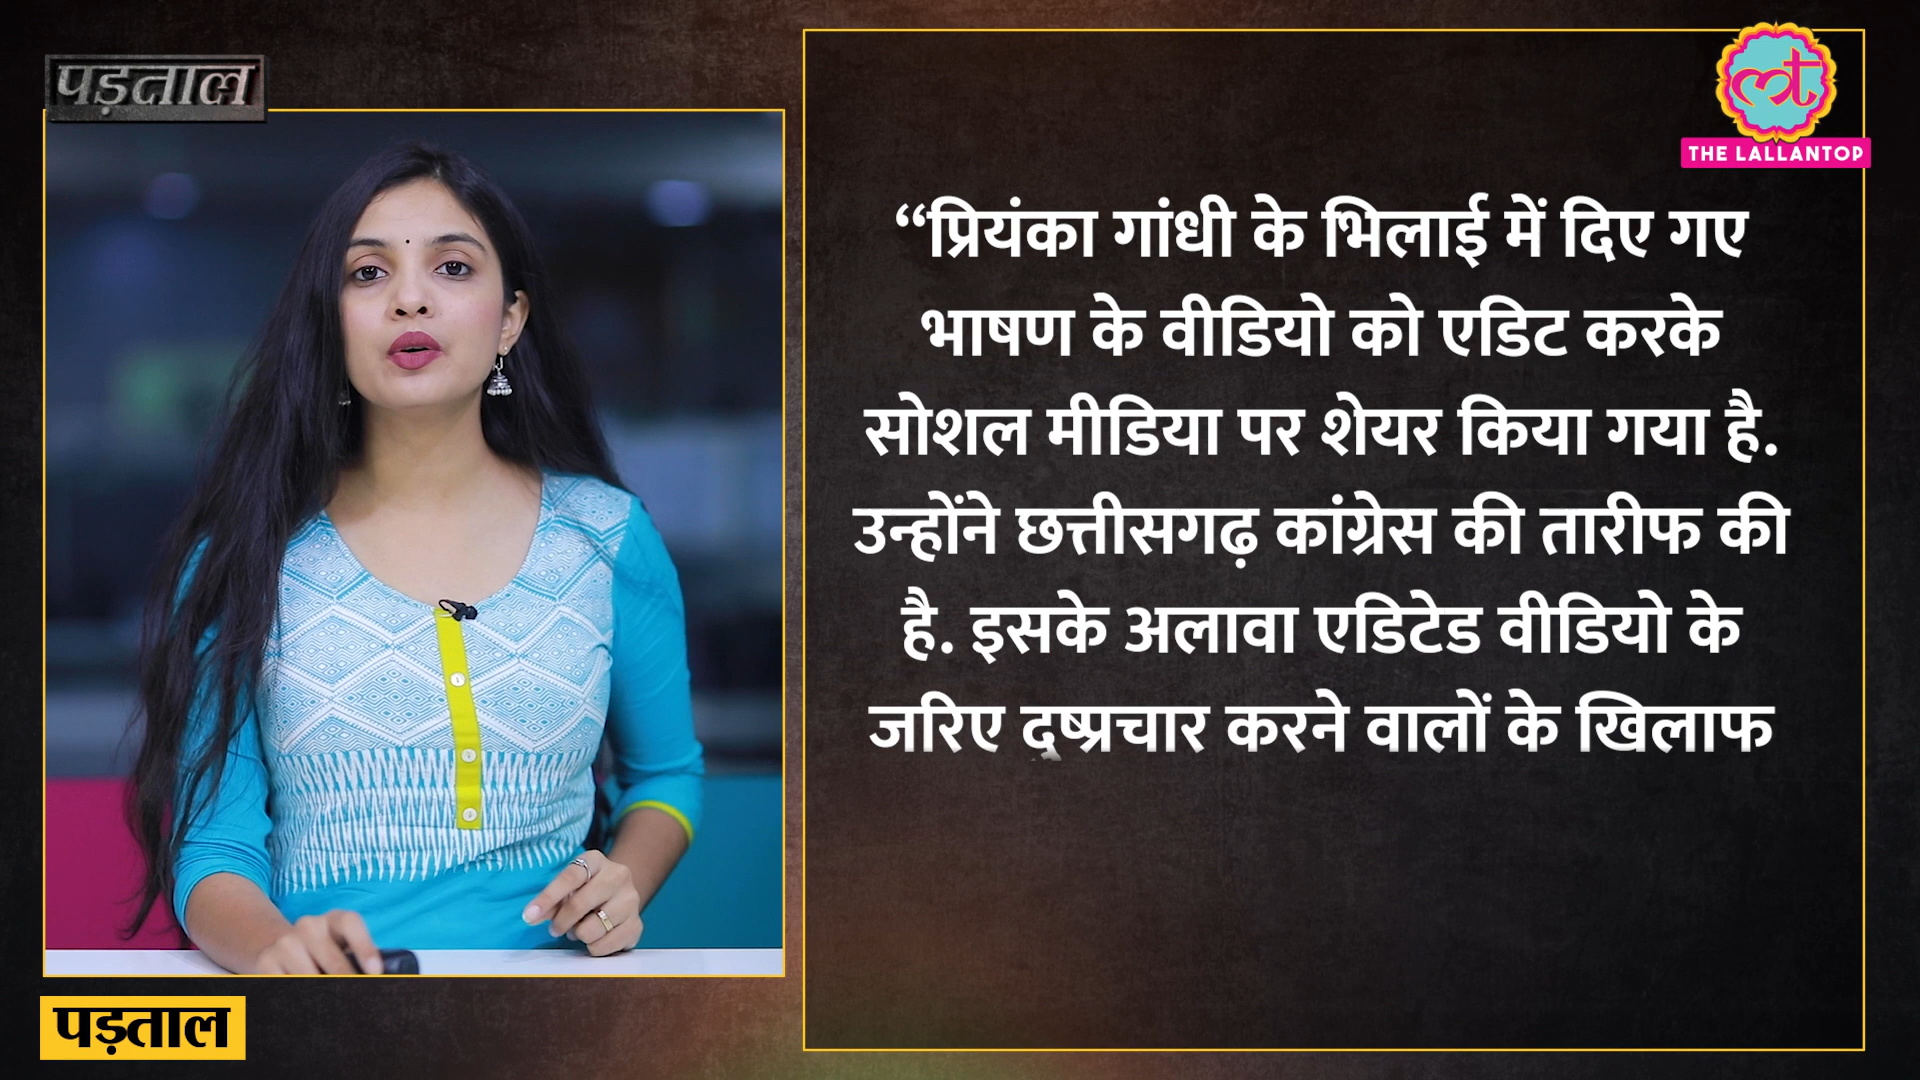 पड़ताल
THE LALLANTOP
“प्रियंका गांधी के भिलाई में दिए गए
भाषण के वीडियो को एडिट करके
सोशल मीडिया पर शेयर किया गया है.
उन्होंने छत्तीसगढ़ कांग्रेस की तारीफ की
है. इसके अलावा एडिटेड वीडियो के
जरिए दुष्प्रचार करने वालों के खिलाफ
पड़ताल